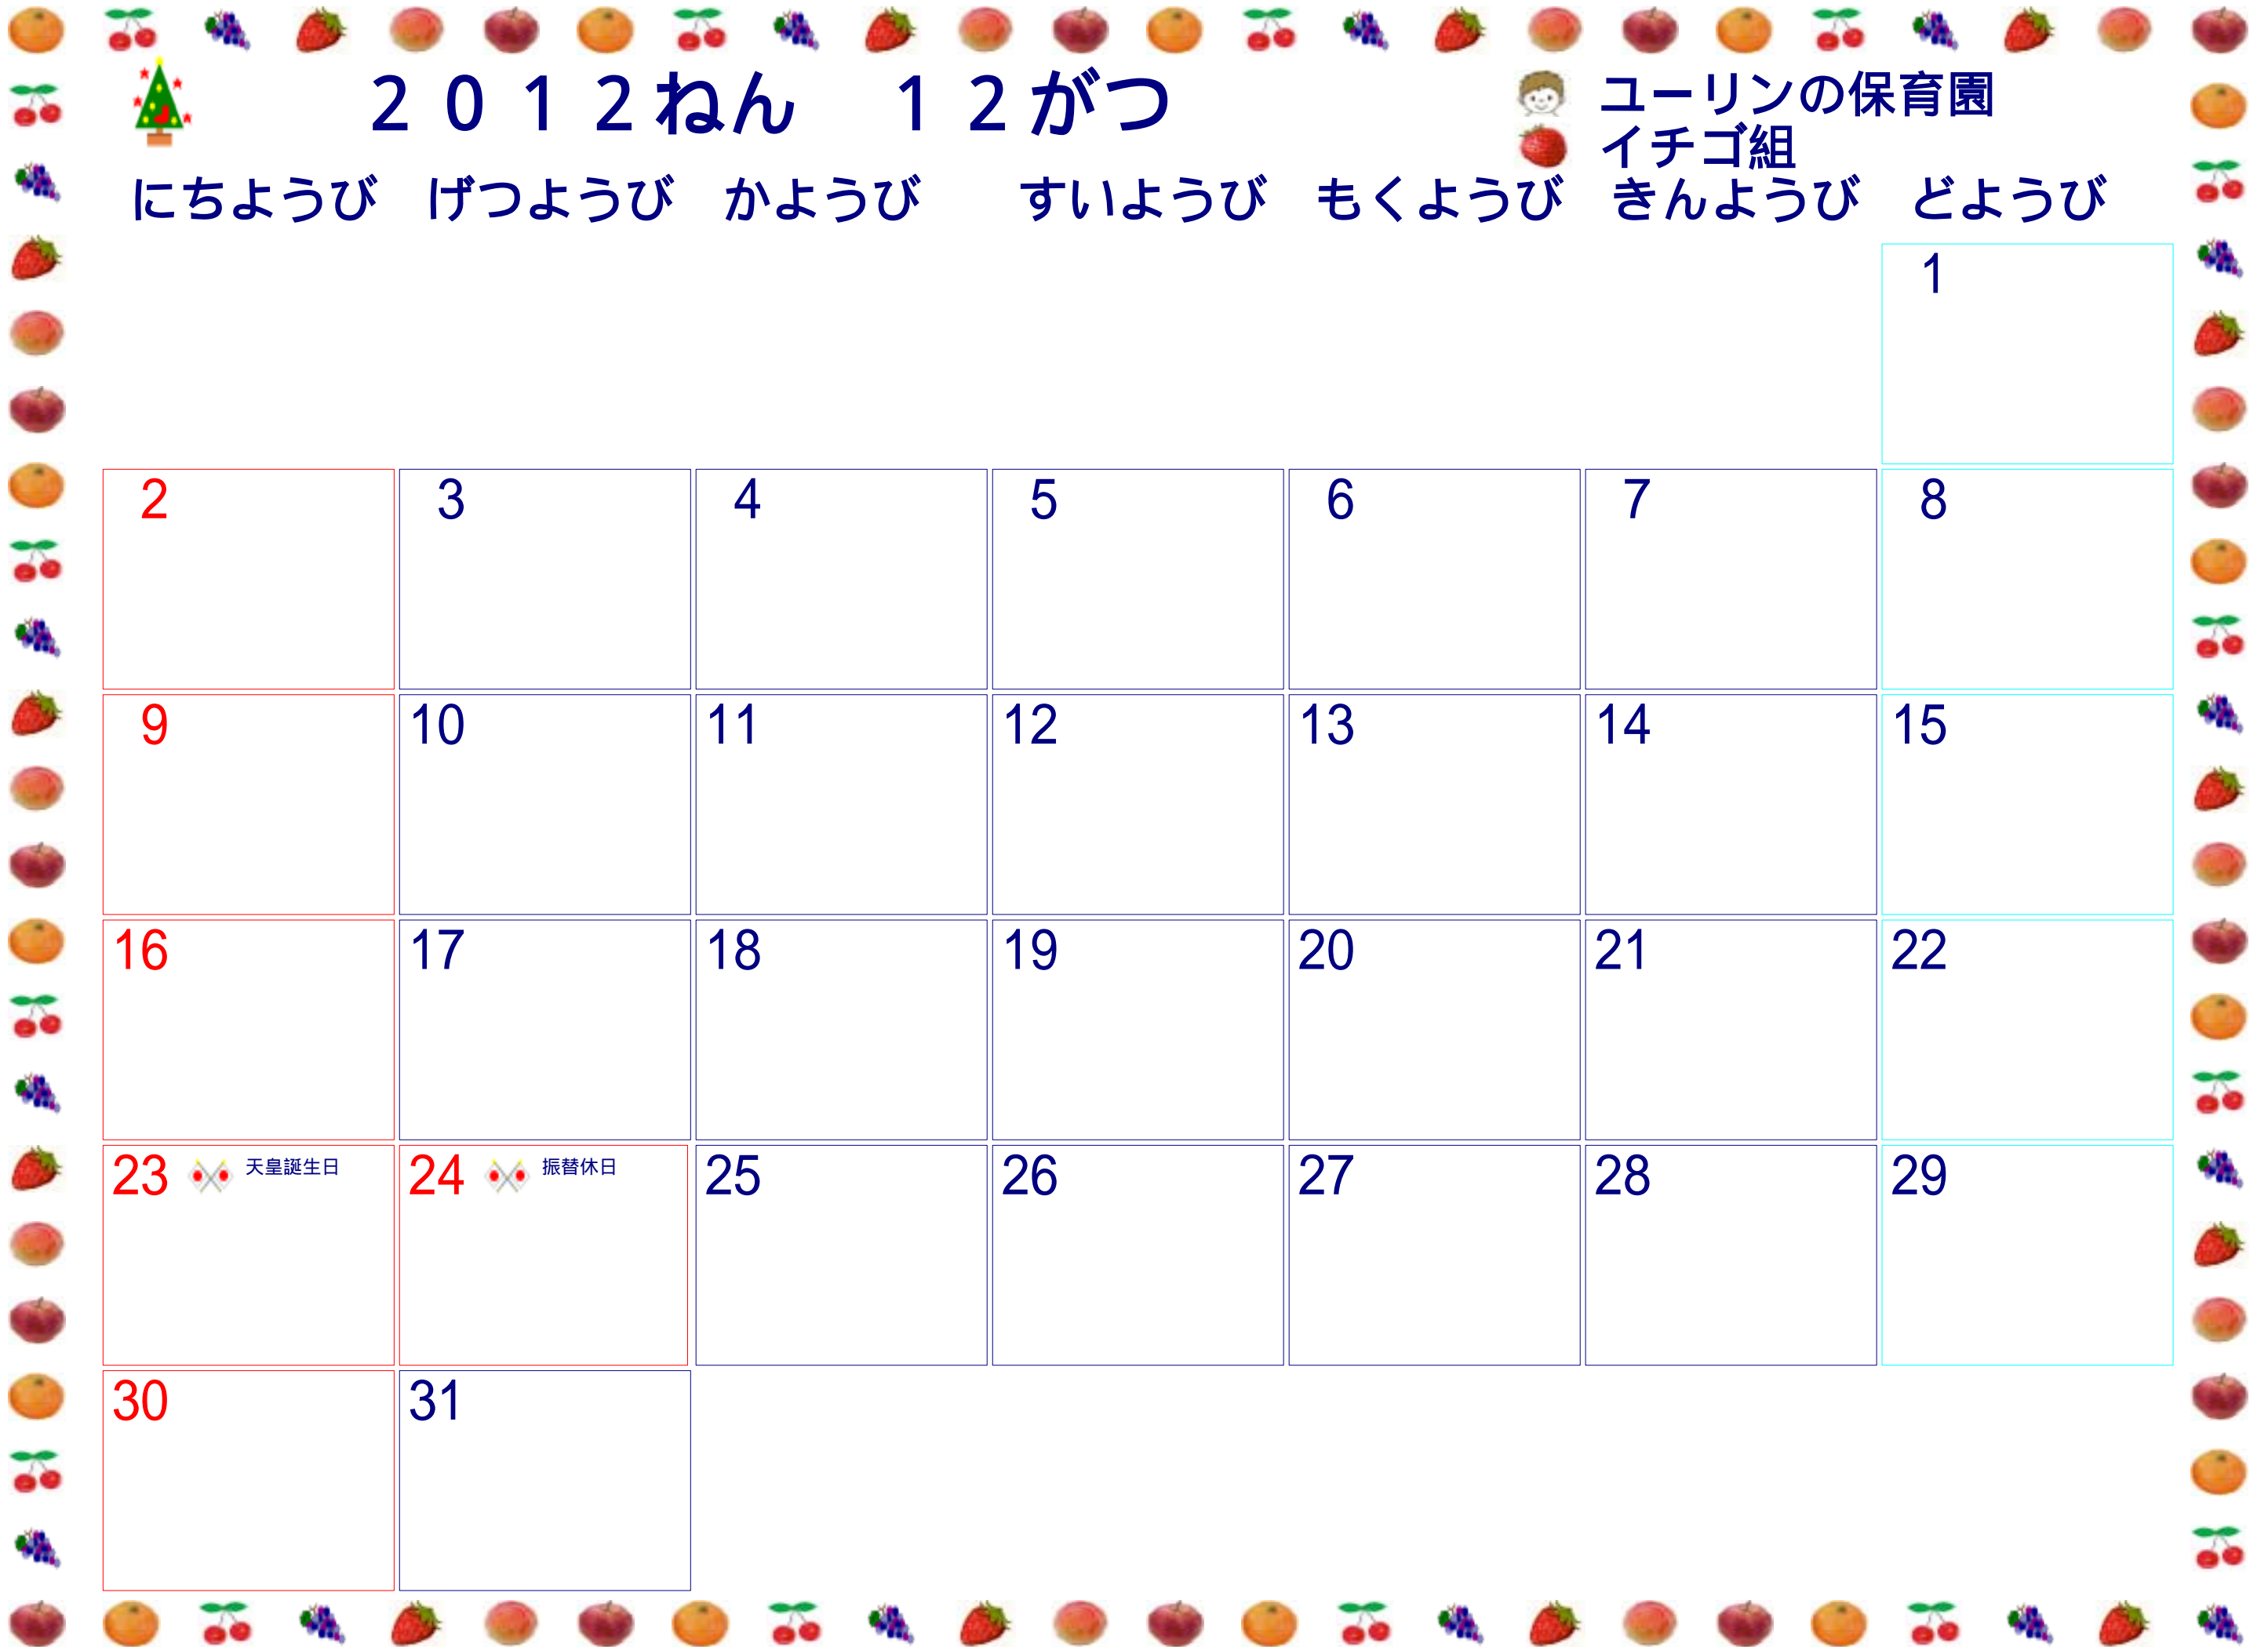 ２０１２ねん　１２がつ
ユーリンの保育園
イチゴ組
にちようび げつようび かようび すいようび もくようび きんようび どようび
1
2 3 4 5 6 7 8
9 10 11 12 13 14 15
16 17 18 19 20 21 22
23 天皇誕生日 24 振替休日 25 26 27 28 29
30 31